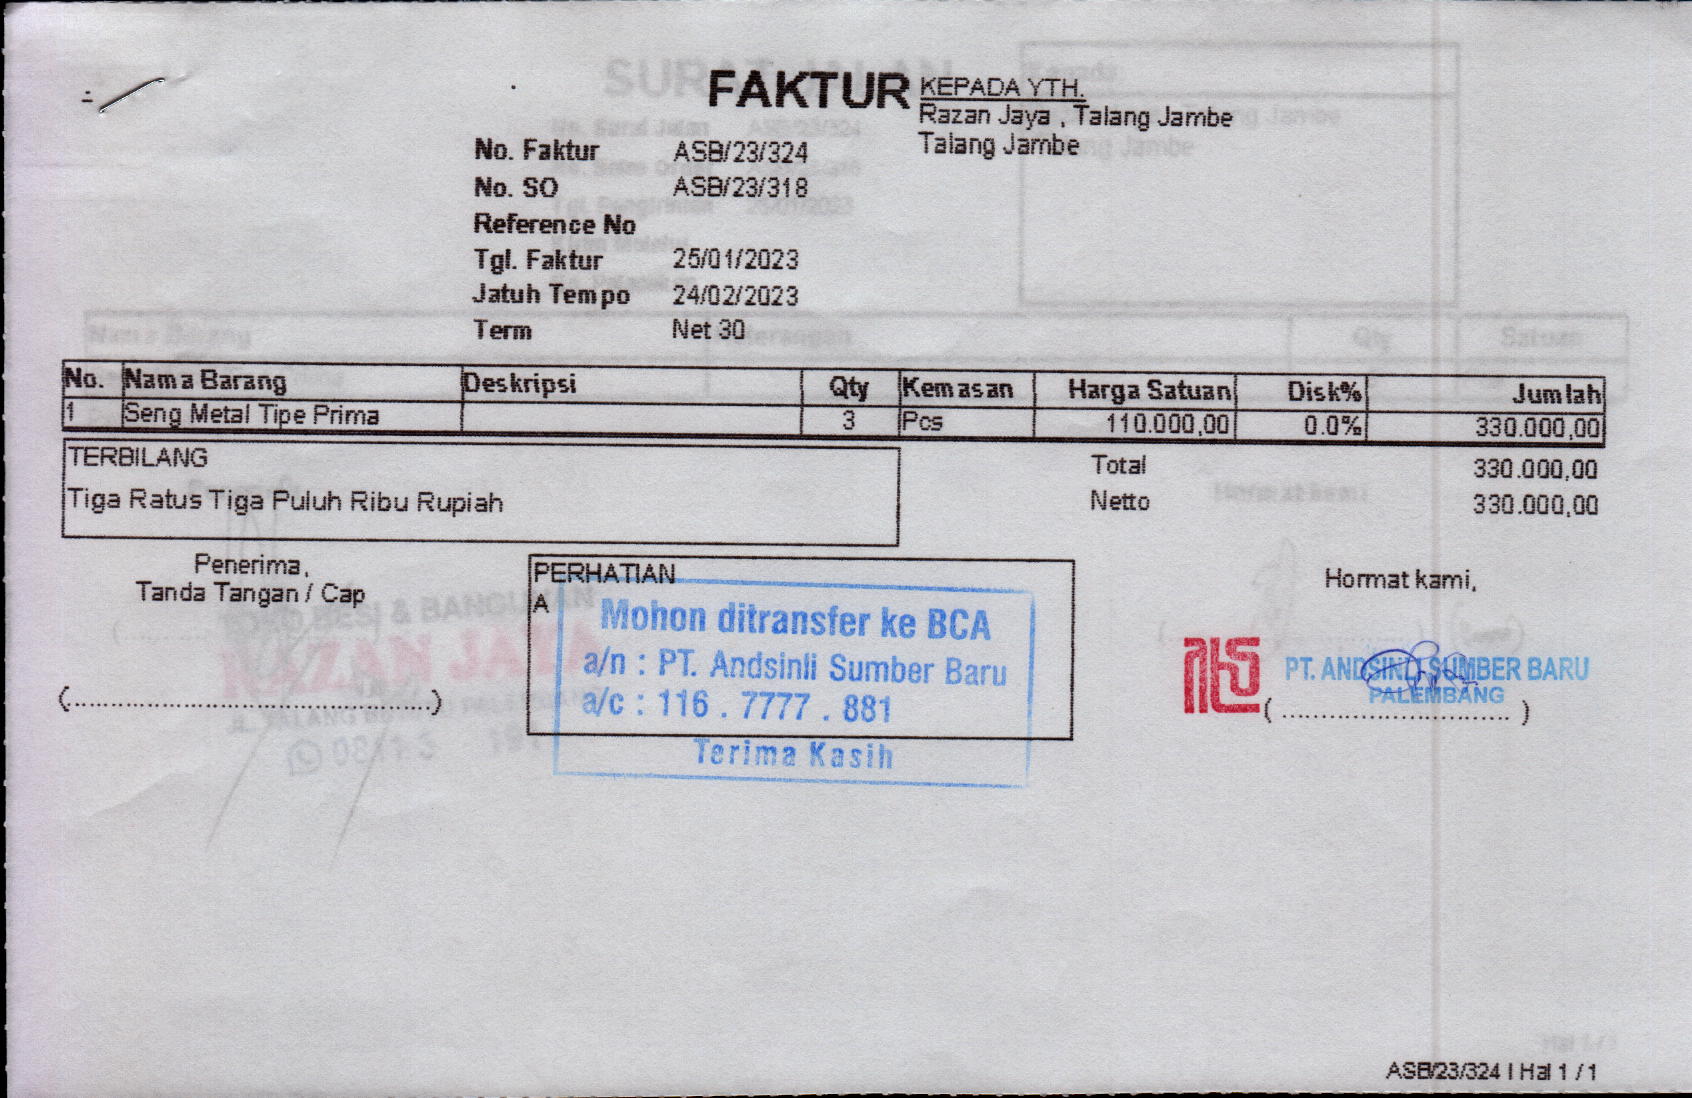 FAKTUR
KEPADA YTH.
Razan Jaya , Talang Jambe
Talang Jambe
No. Faktur ASB/23/324
No. SO ASB/23/318
Reference No
Tgl. Faktur 25/01/2023
Jatuh Tempo 24/02/2023
Term Net 30
No. Nama Barang Deskripsi Qty Kemasan Harga Satuan Disk% Jumlah
1 Seng Metal Tipe Prima 3 Pcs 110.000,00 0.0% 330.000,00
TERBILANG
Tiga Ratus Tiga Puluh Ribu Rupiah
Total 330.000,00
Netto 330.000,00
Penerima,
Tanda Tangan / Cap
(....................................................)
PERHATIAN
A
Mohon ditransfer ke BCA
a/n : PT. Andsinli Sumber Baru
a/c : 116 . 7777 . 881
Terima Kasih
Hormat kami,
PT. ANDSINLI SUMBER BARU
PALEMBANG
( ................................. )
RAZAN JAYA
ASB/23/324 | Hal 1 / 1